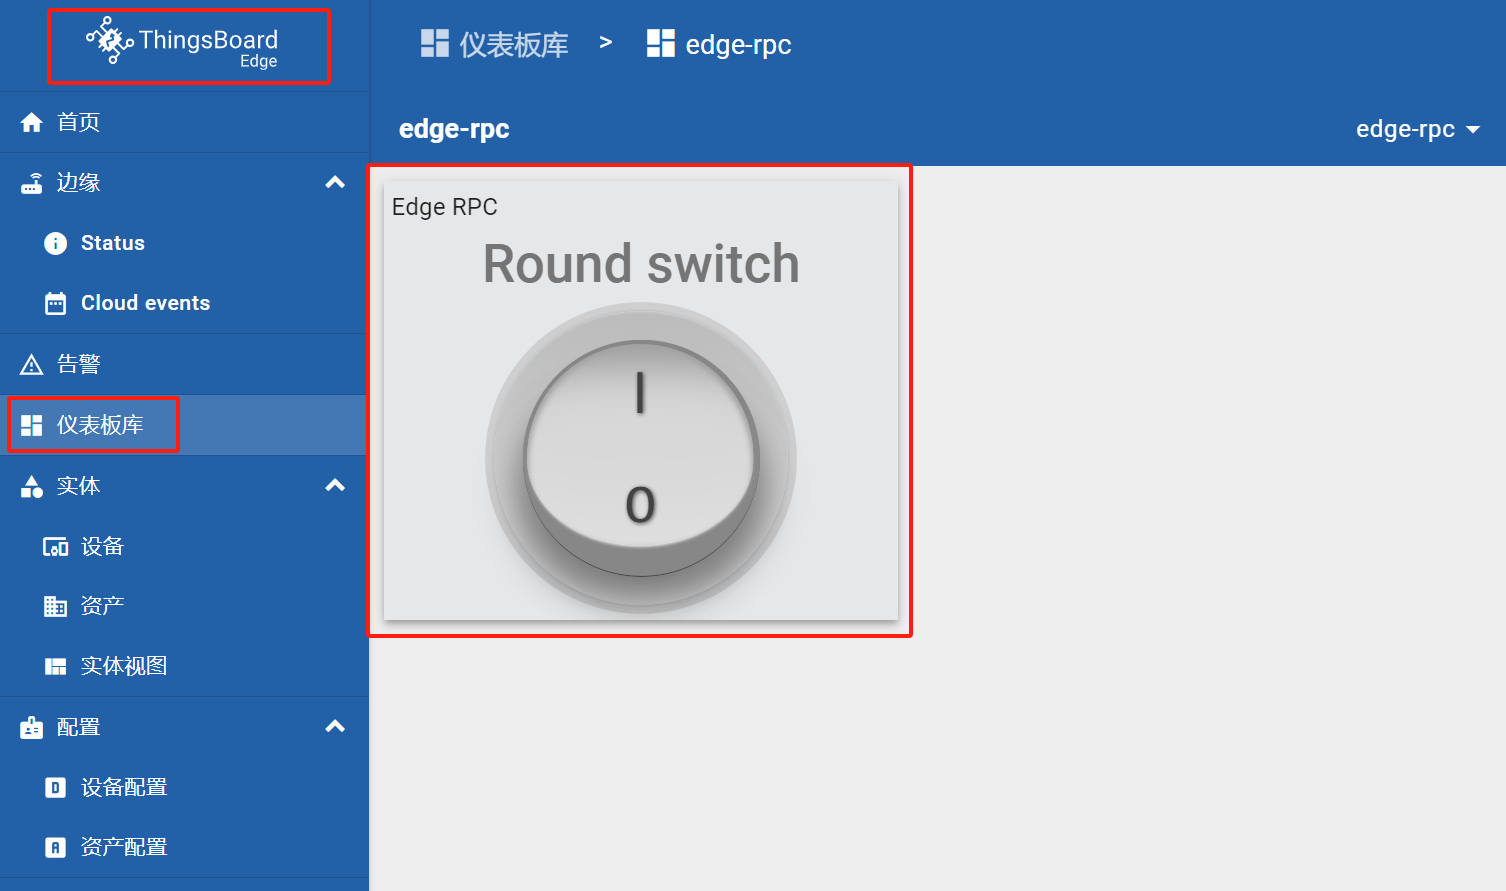 ThingsBoard
Edge
首页
边缘
Status
Cloud events
告警
仪表板库
实体
设备
资产
实体视图
配置
D 设备配置
A 资产配置
仪表板库 > edge-rpc
edge-rpc
edge-rpc
Edge RPC
Round switch
I
O